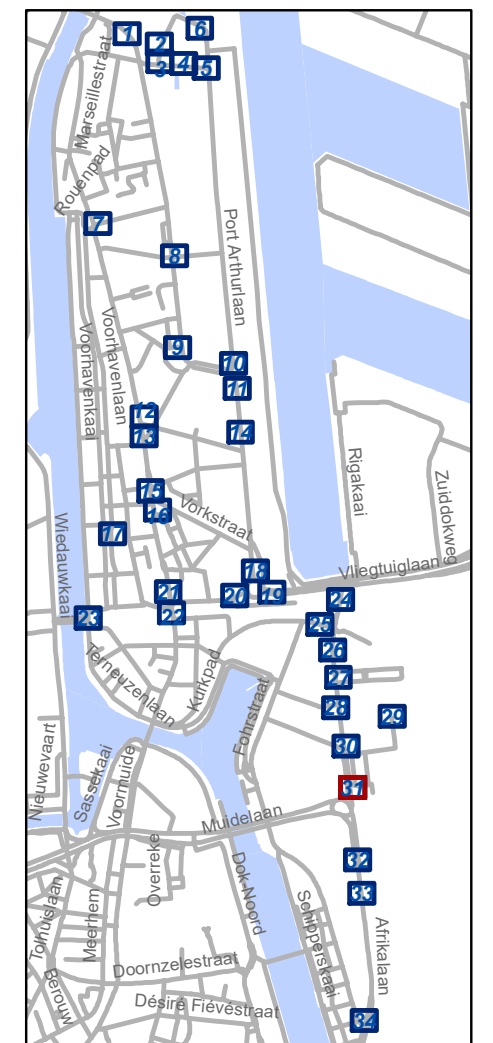 1
2
6
3
4
5
Marseillestraat
Rouenpad
7
Port Arthurlaan
8
Voorhavenkaai
Voorhavenlaan
9
10
11
12
13
14
Rigakaai
Zuiddokweg
15
16
Vorkstraat
17
Wiedauwkaai
18
Vliegtuiglaan
19
20
21
22
23
24
25
26
Terneuzenlaan
Kurkpad
27
Fohrstraat
28
29
30
Nieuwevaart
Sassekaai
Voormuide
31
Muidelaan
Overreke
32
33
Dok-Noord
Schipperskaai
Afrikalaan
Tolhuislaan
Meerhem
Doornzelestraat
Berouw
Désiré Fiévéstraat
34